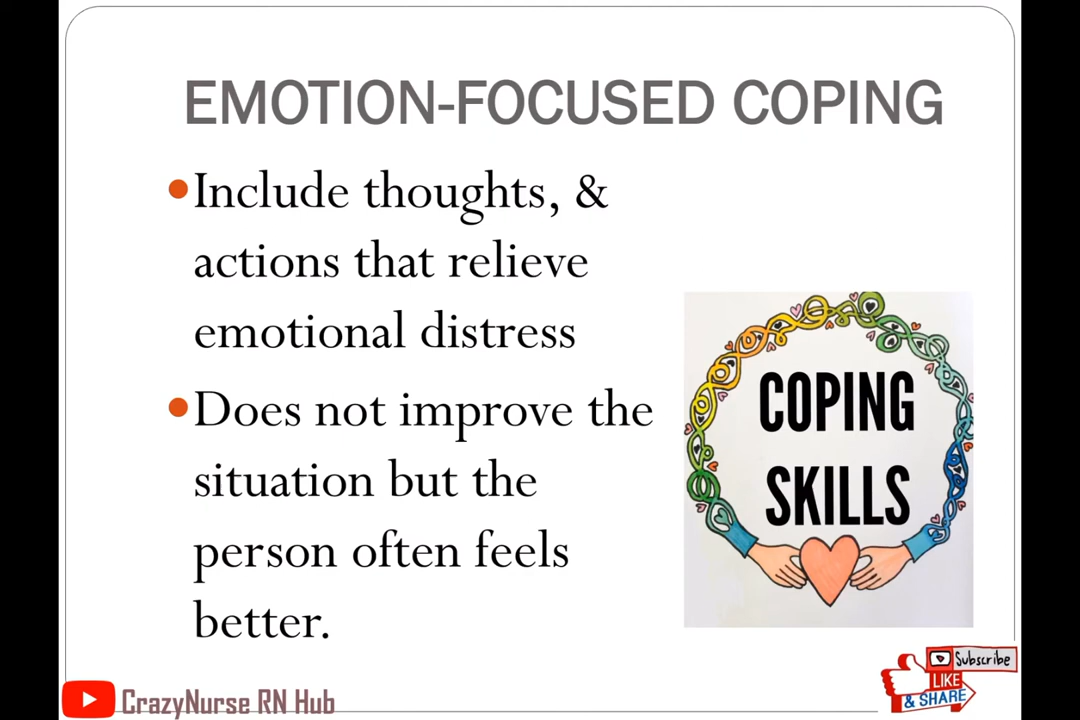 EMOTION-FOCUSED COPING
•Include thoughts, &
actions that relieve
emotional distress
•Does not improve the
situation but the
person often feels
better.
COPING
SKILLS
Subscribe
LIKE
& SHARE
CrazyNurse RN Hub